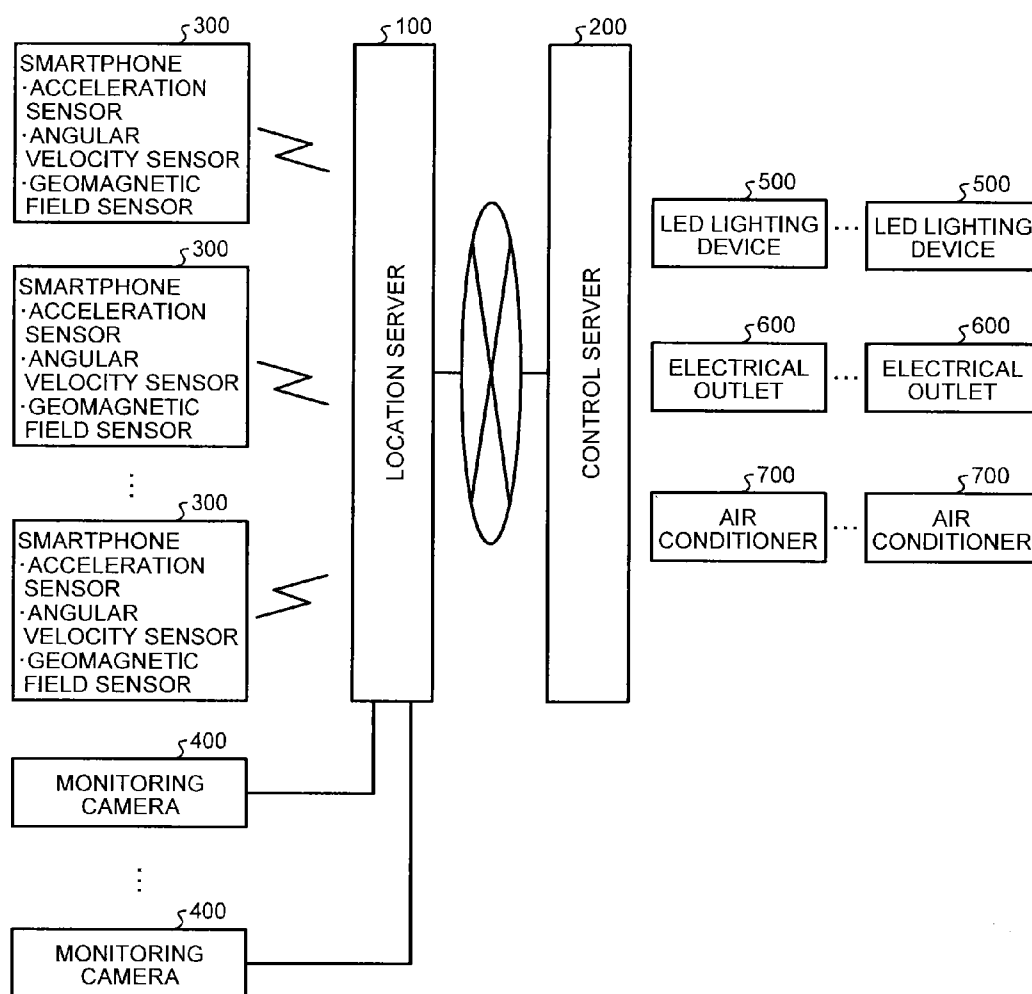 300
SMARTPHONE
·ACCELERATION
SENSOR
·ANGULAR
VELOCITY SENSOR
·GEOMAGNETIC
FIELD SENSOR
300
SMARTPHONE
·ACCELERATION
SENSOR
·ANGULAR
VELOCITY SENSOR
·GEOMAGNETIC
FIELD SENSOR
⋮
300
SMARTPHONE
·ACCELERATION
SENSOR
·ANGULAR
VELOCITY SENSOR
·GEOMAGNETIC
FIELD SENSOR
400
MONITORING
CAMERA
⋮
400
MONITORING
CAMERA
100
LOCATION SERVER
200
CONTROL SERVER
500
LED LIGHTING
DEVICE
···
500
LED LIGHTING
DEVICE
600
ELECTRICAL
OUTLET
···
600
ELECTRICAL
OUTLET
700
AIR
CONDITIONER
···
700
AIR
CONDITIONER